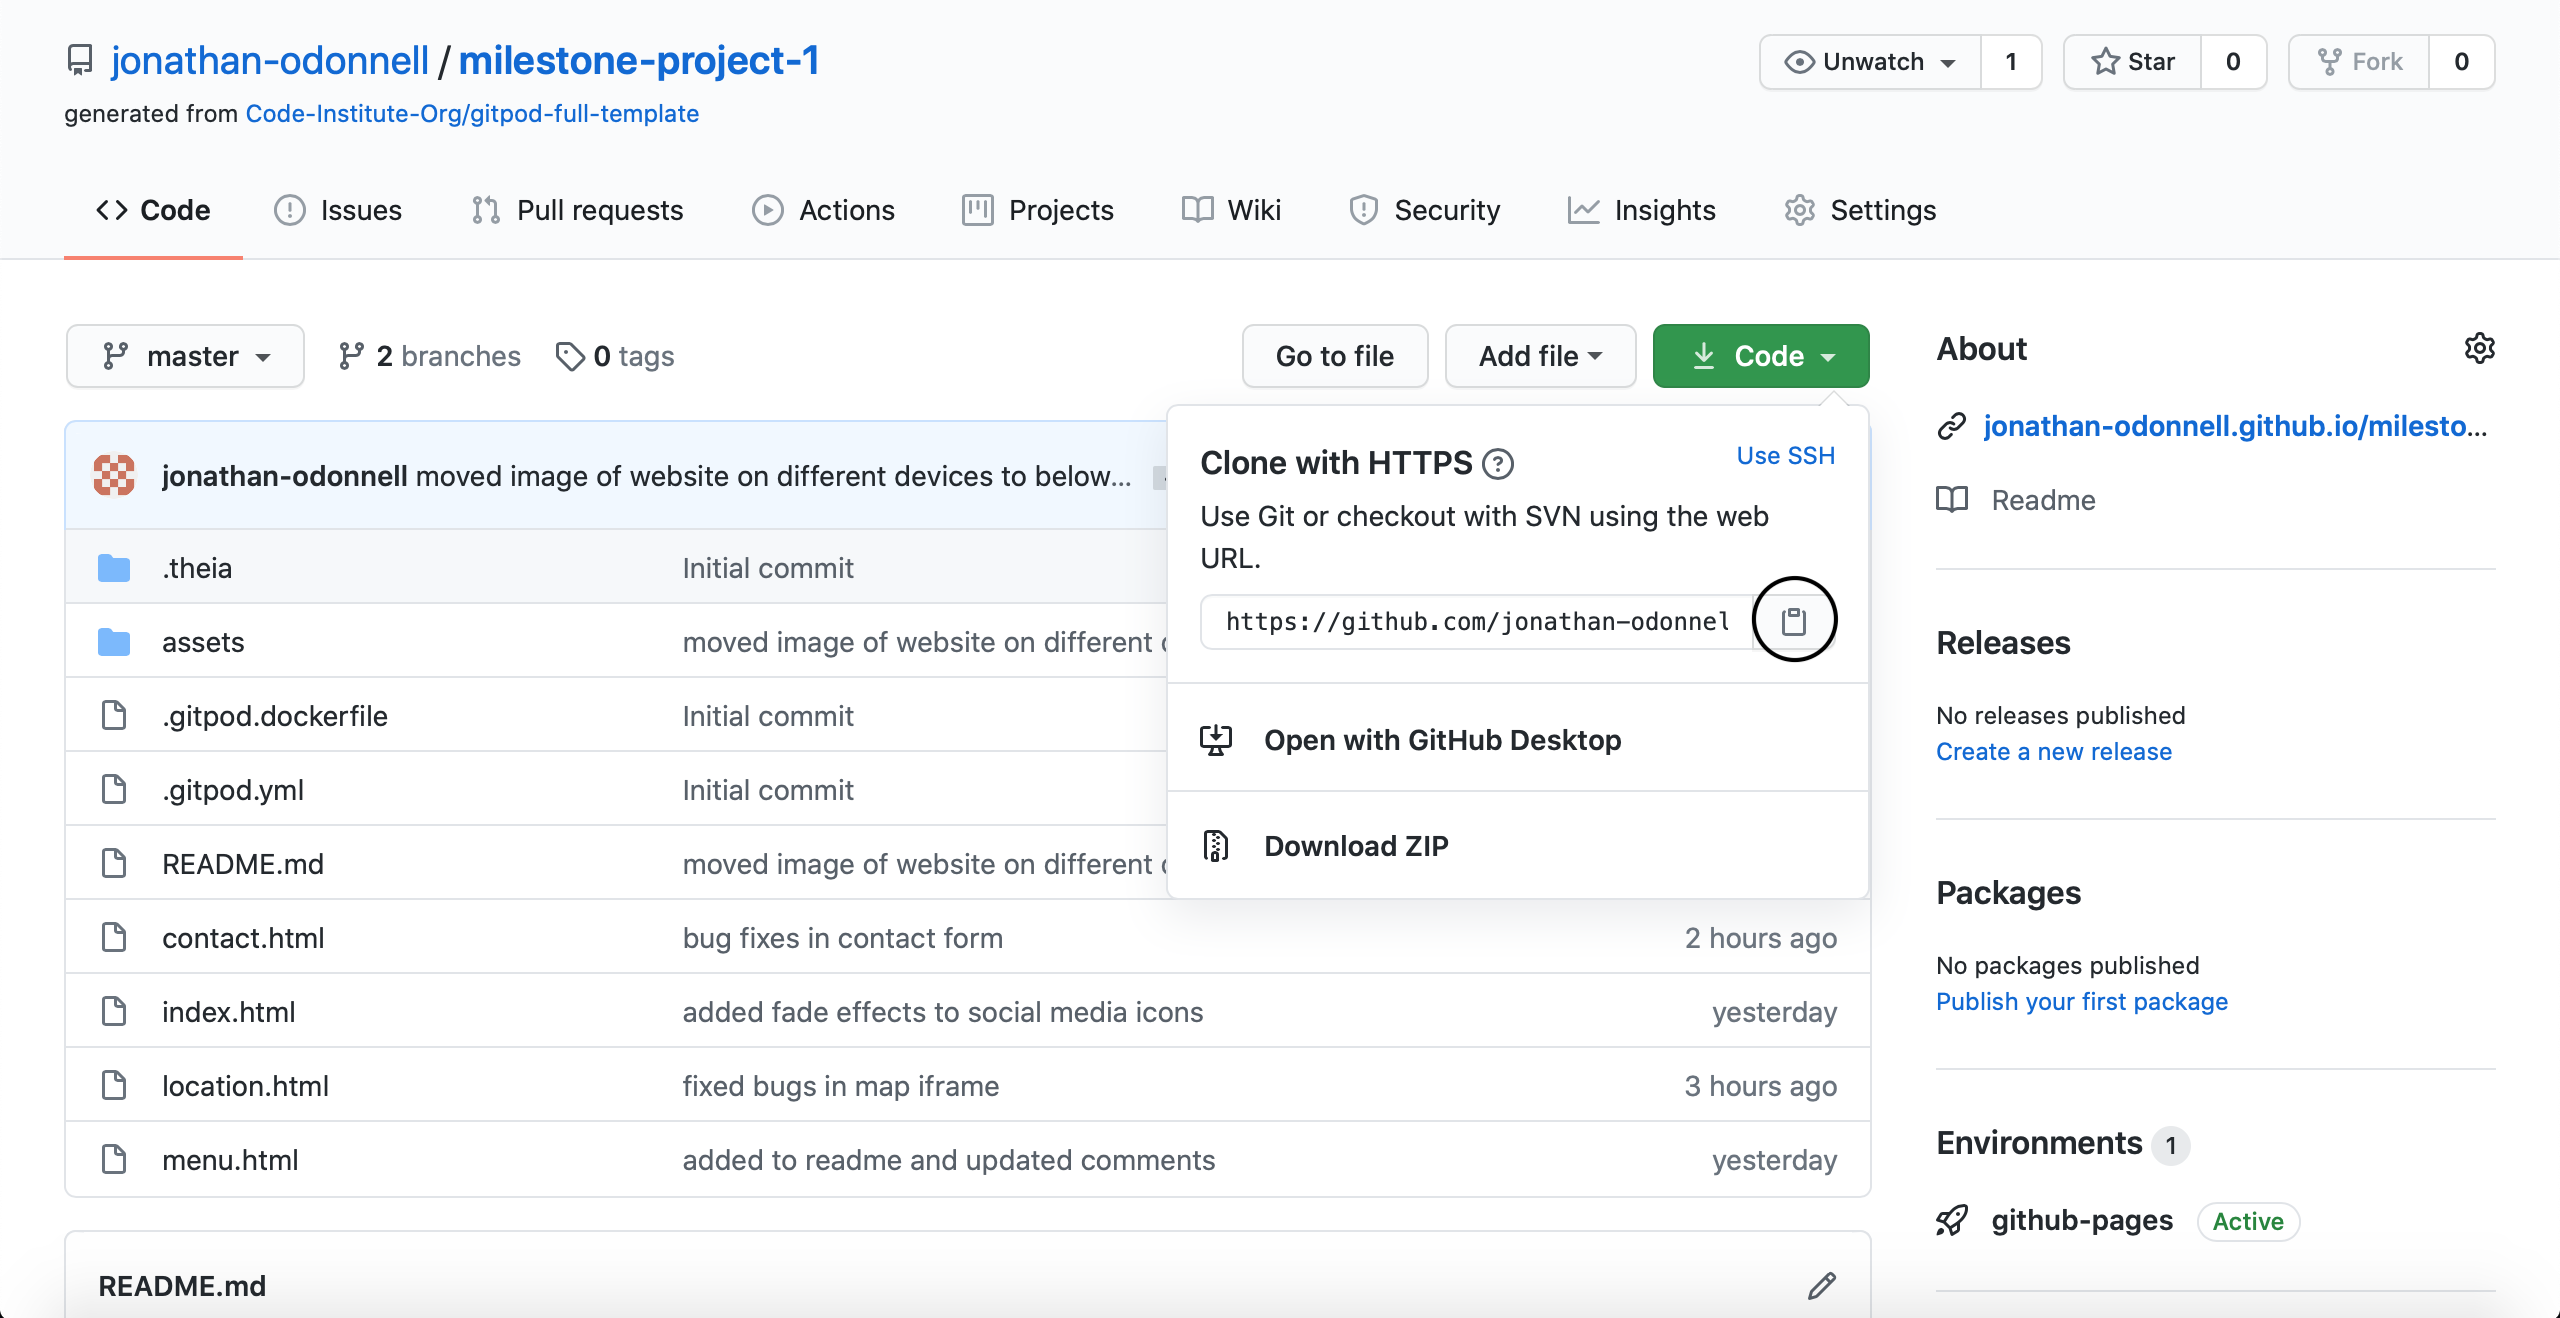 jonathan-odonnell / milestone-project-1
generated from Code-Institute-Org/gitpod-full-template
Unwatch 1
Star 0
Fork 0
Code
Issues
Pull requests
Actions
Projects
Wiki
Security
Insights
Settings
master
2 branches
0 tags
Go to file
Add file
Code
jonathan-odonnell moved image of website on different devices to below...
.theia Initial commit
assets moved image of website on different
.gitpod.dockerfile Initial commit
.gitpod.yml Initial commit
README.md moved image of website on different
contact.html bug fixes in contact form 2 hours ago
index.html added fade effects to social media icons yesterday
location.html fixed bugs in map iframe 3 hours ago
menu.html added to readme and updated comments yesterday
README.md
Clone with HTTPS ?
Use SSH
Use Git or checkout with SVN using the web
URL.
https://github.com/jonathan-odonnel
Open with GitHub Desktop
Download ZIP
About
jonathan-odonnell.github.io/milesto...
Readme
Releases
No releases published
Create a new release
Packages
No packages published
Publish your first package
Environments 1
github-pages Active